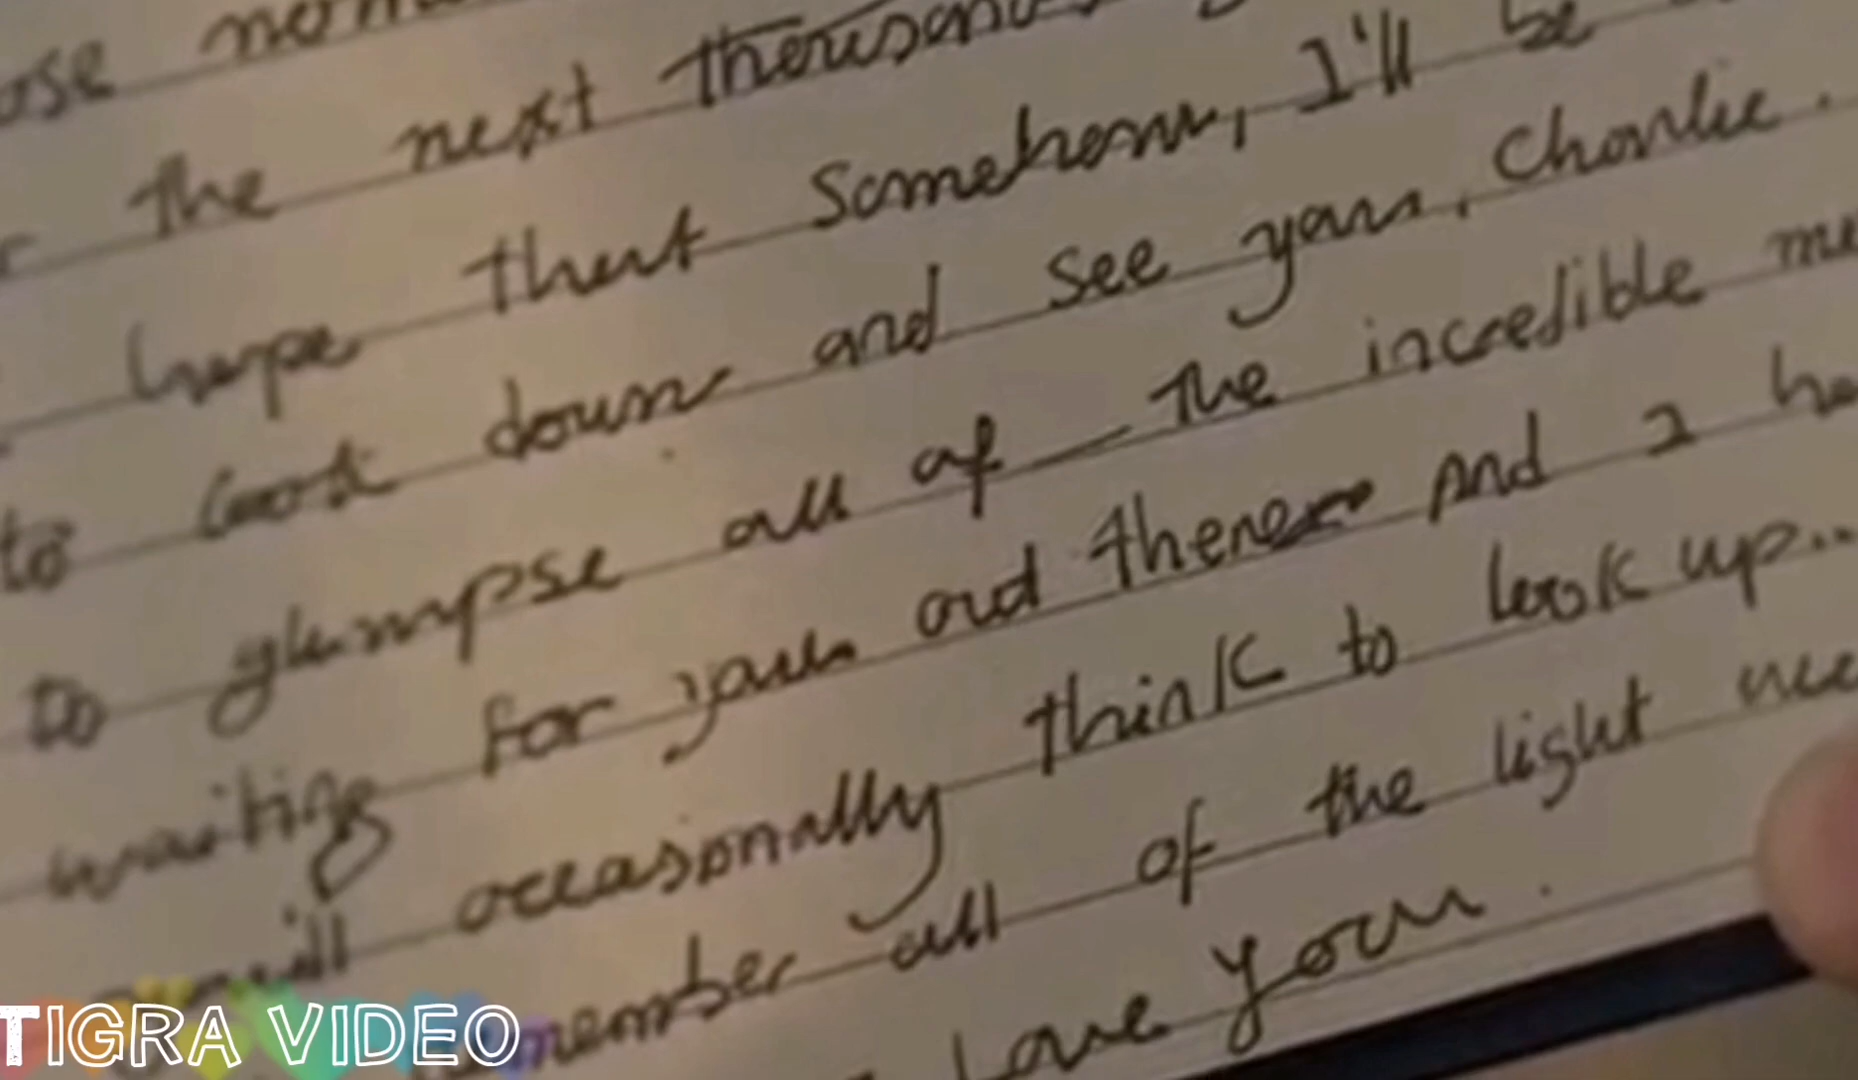 the next thousand
hope that somehow, I'll be
to look down and see you, Charlie.
to glimpse all of the incredible
waiting for you out there And I
will occasionally think to look up...
all of the light
Love you.
TIGRA VIDEO